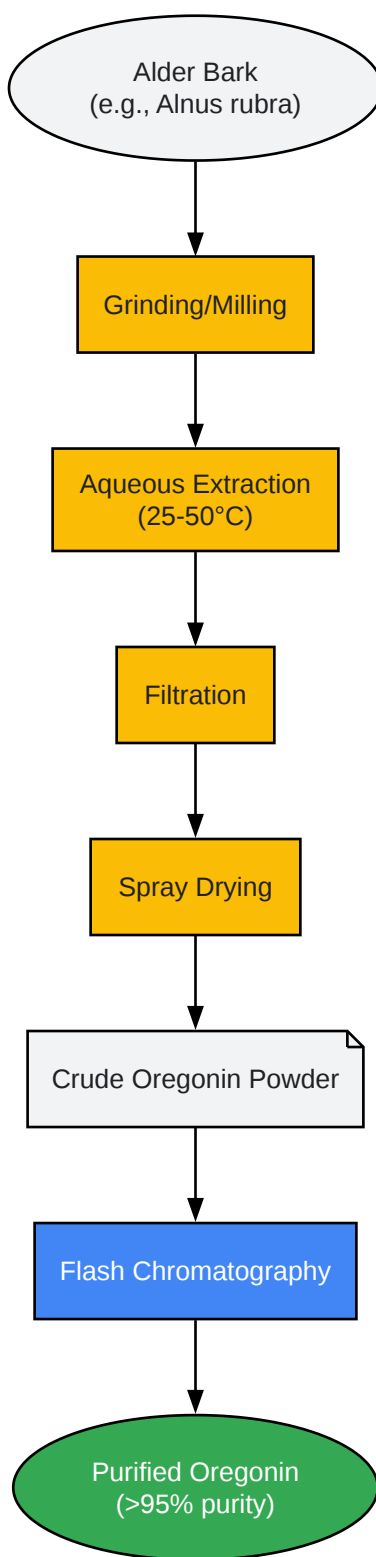 Alder Bark
(e.g., Alnus rubra)
Grinding/Milling
Aqueous Extraction
(25-50°C)
Filtration
Spray Drying
Crude Oregonin Powder
Flash Chromatography
Purified Oregonin
(>95% purity)